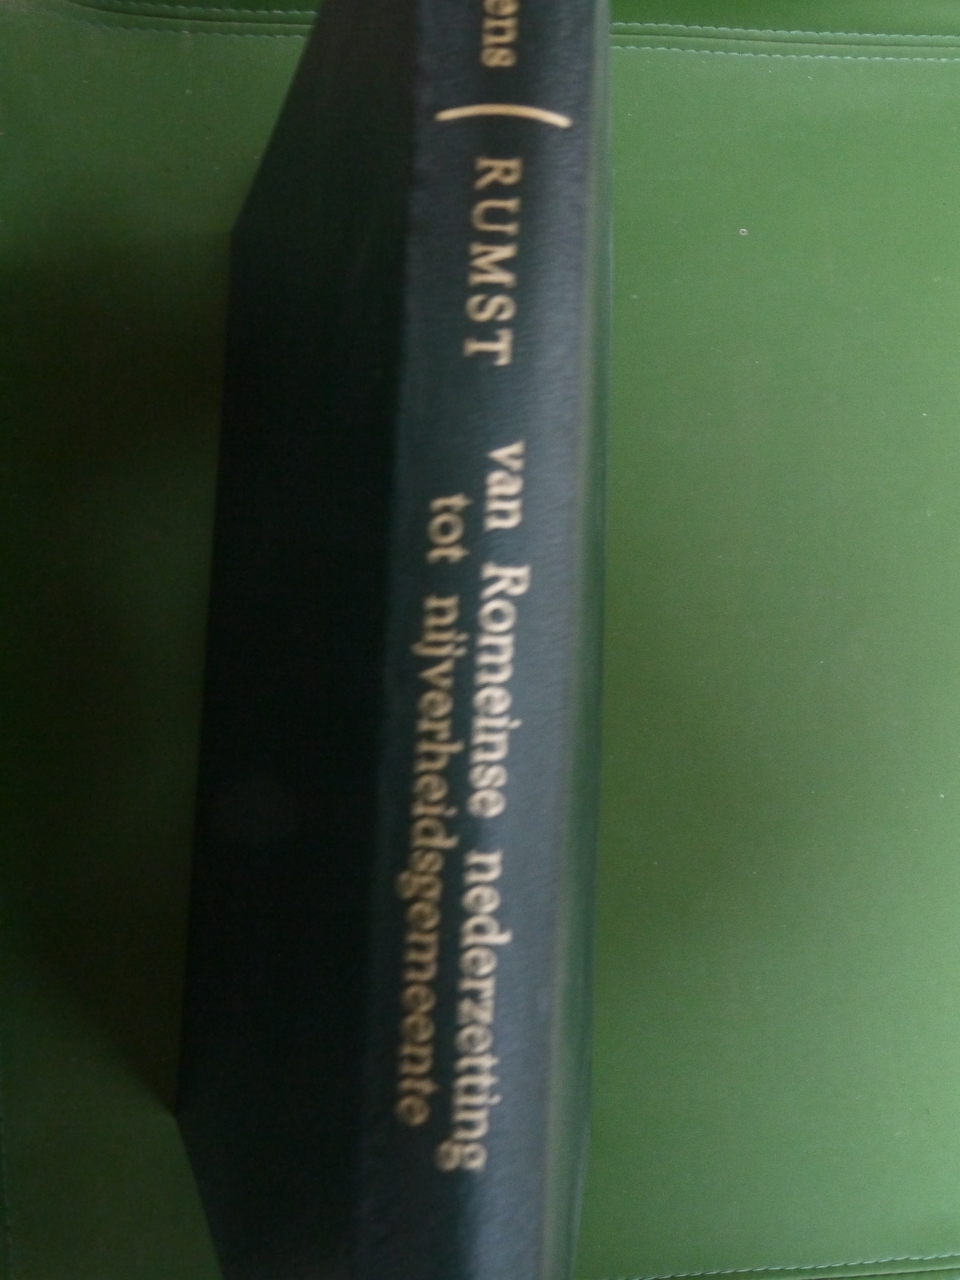 ens ( RUMST van Romeinse nederzetting
tot nijverheidsgemeente